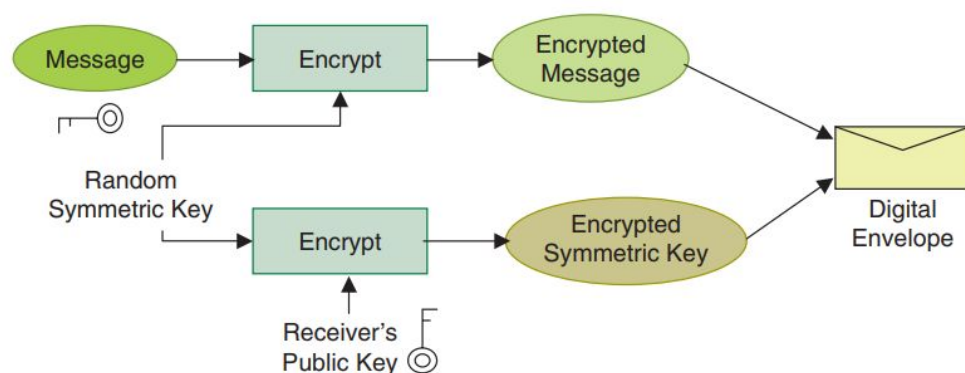 Message
Encrypt
Encrypted
Message
Random
Symmetric Key
Encrypt
Encrypted
Symmetric Key
Digital
Envelope
Receiver's
Public Key